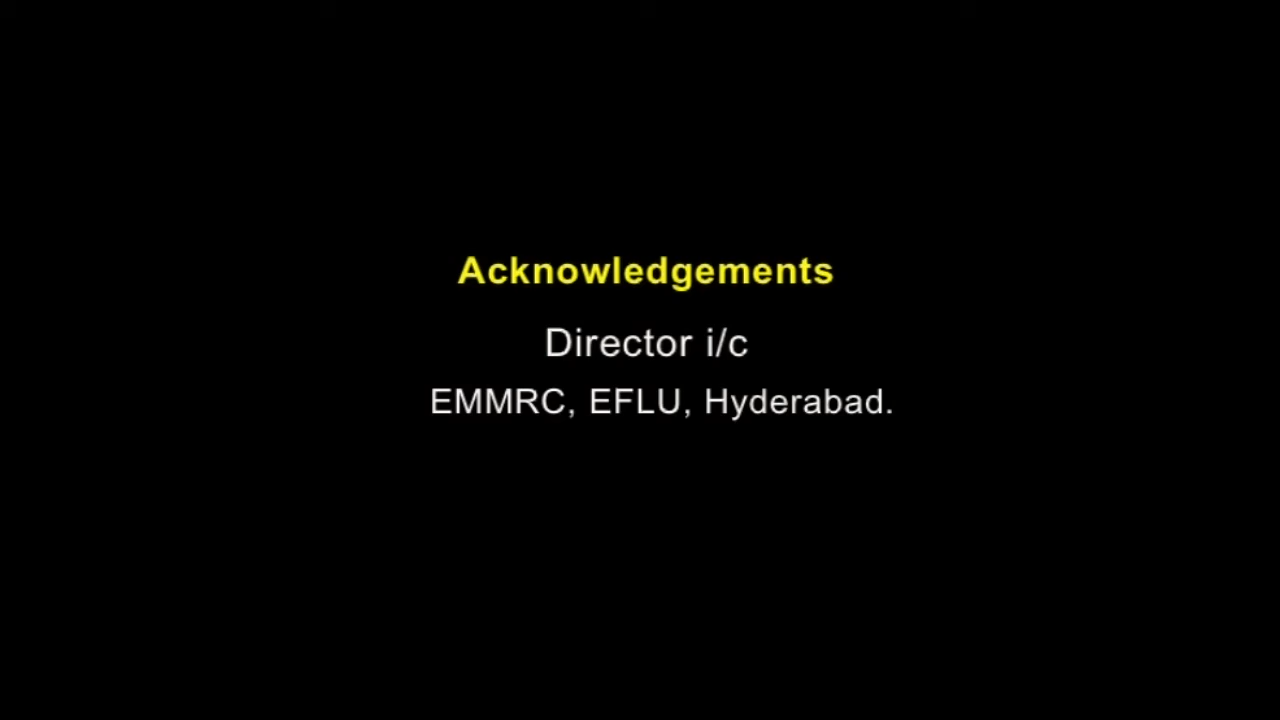 Acknowledgements
Director i/c
EMMRC, EFLU, Hyderabad.